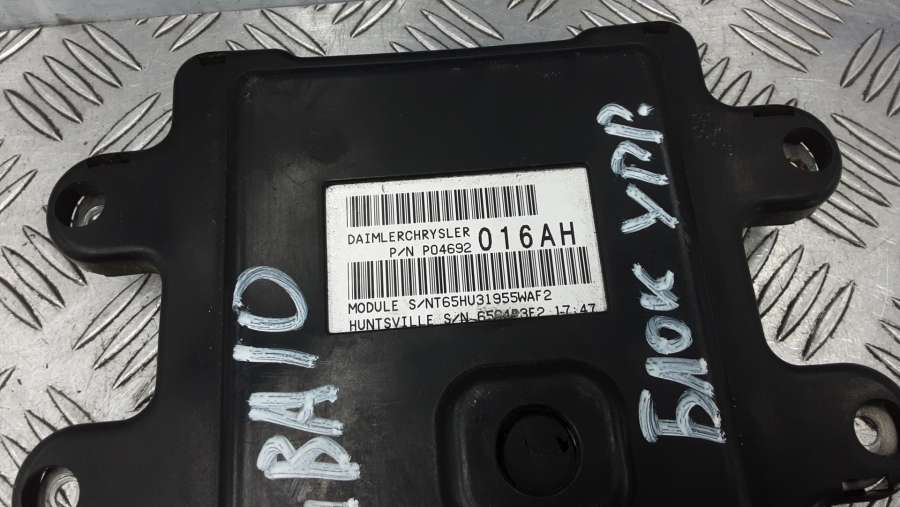 DAIMLERCHRYSLER
P/N P04692 016AH
MODULE S/NT65HU31955WAF2
HUNTSVILLE S/N 17:47
БЛОК УПР.